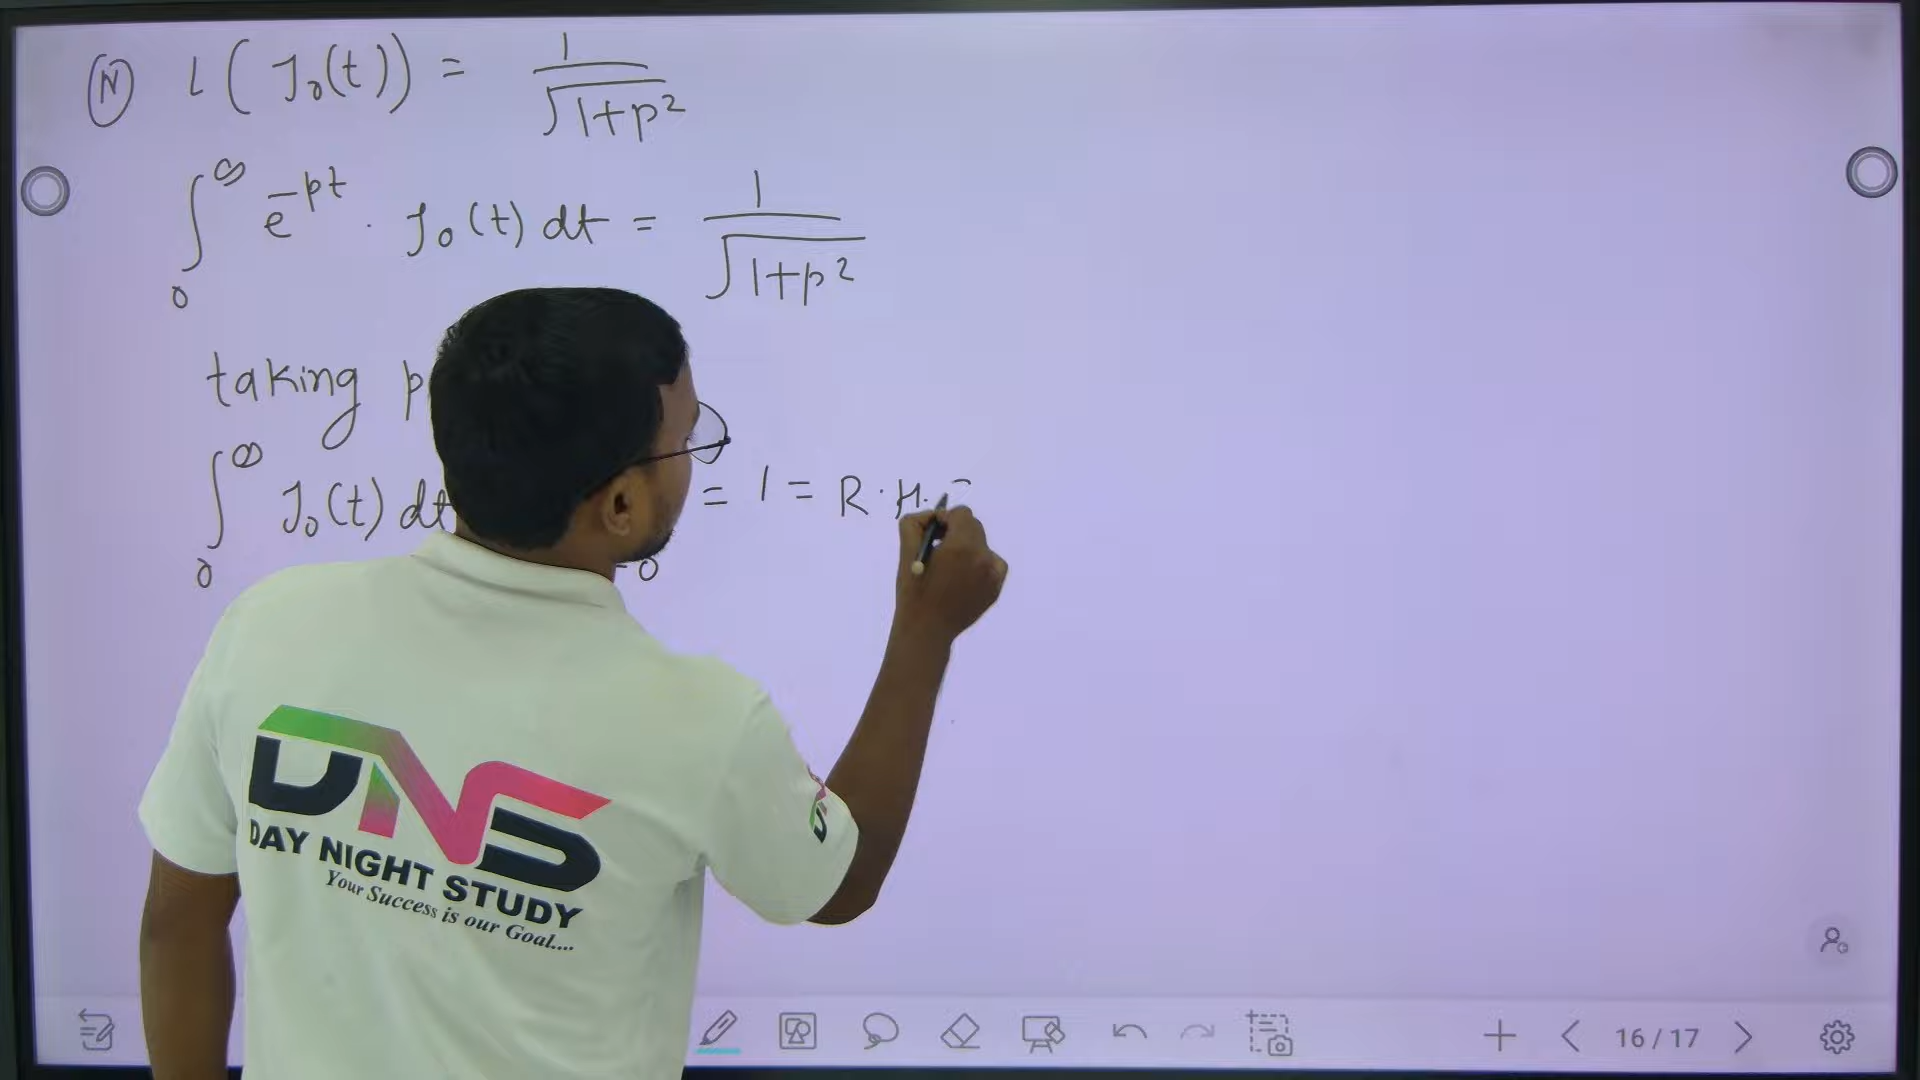 (N) L(J₀(t)) = 1/√(1+p²)
∫₀^∞ e^(-pt) · J₀(t) dt = 1/√(1+p²)
taking p
∫₀^∞ J₀(t) dt = 1 = R.H.
0
DNS
DAY NIGHT STUDY
Your Success is our Goal....
16 / 17